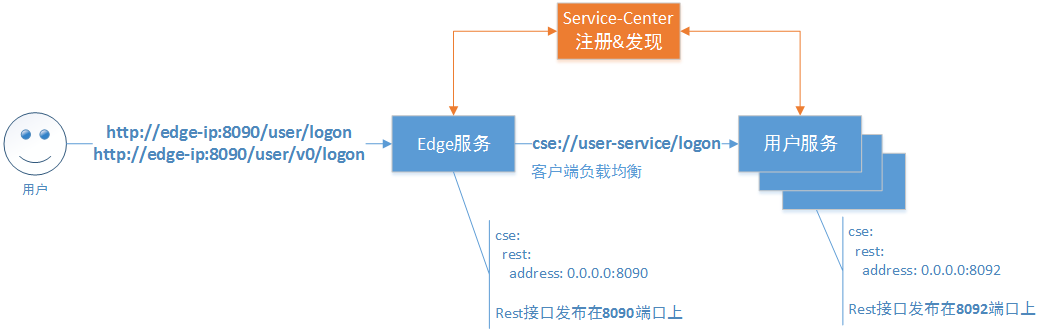 Service-Center
注册&发现
http://edge-ip:8090/user/logon
http://edge-ip:8090/user/v0/logon
用户
Edge服务
cse://user-service/logon
客户端负载均衡
用户服务
cse:
rest:
address: 0.0.0.0:8090
Rest接口发布在8090端口上
cse:
rest:
address: 0.0.0.0:8092
Rest接口发布在8092端口上